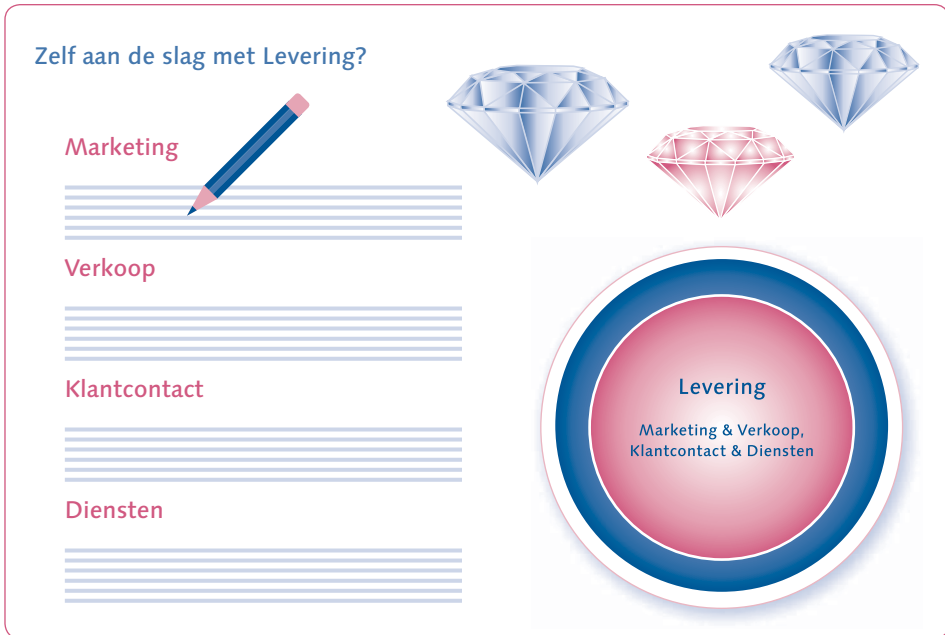 Zelf aan de slag met Levering?
Marketing
Verkoop
Klantcontact
Diensten
Levering
Marketing & Verkoop,
Klantcontact & Diensten